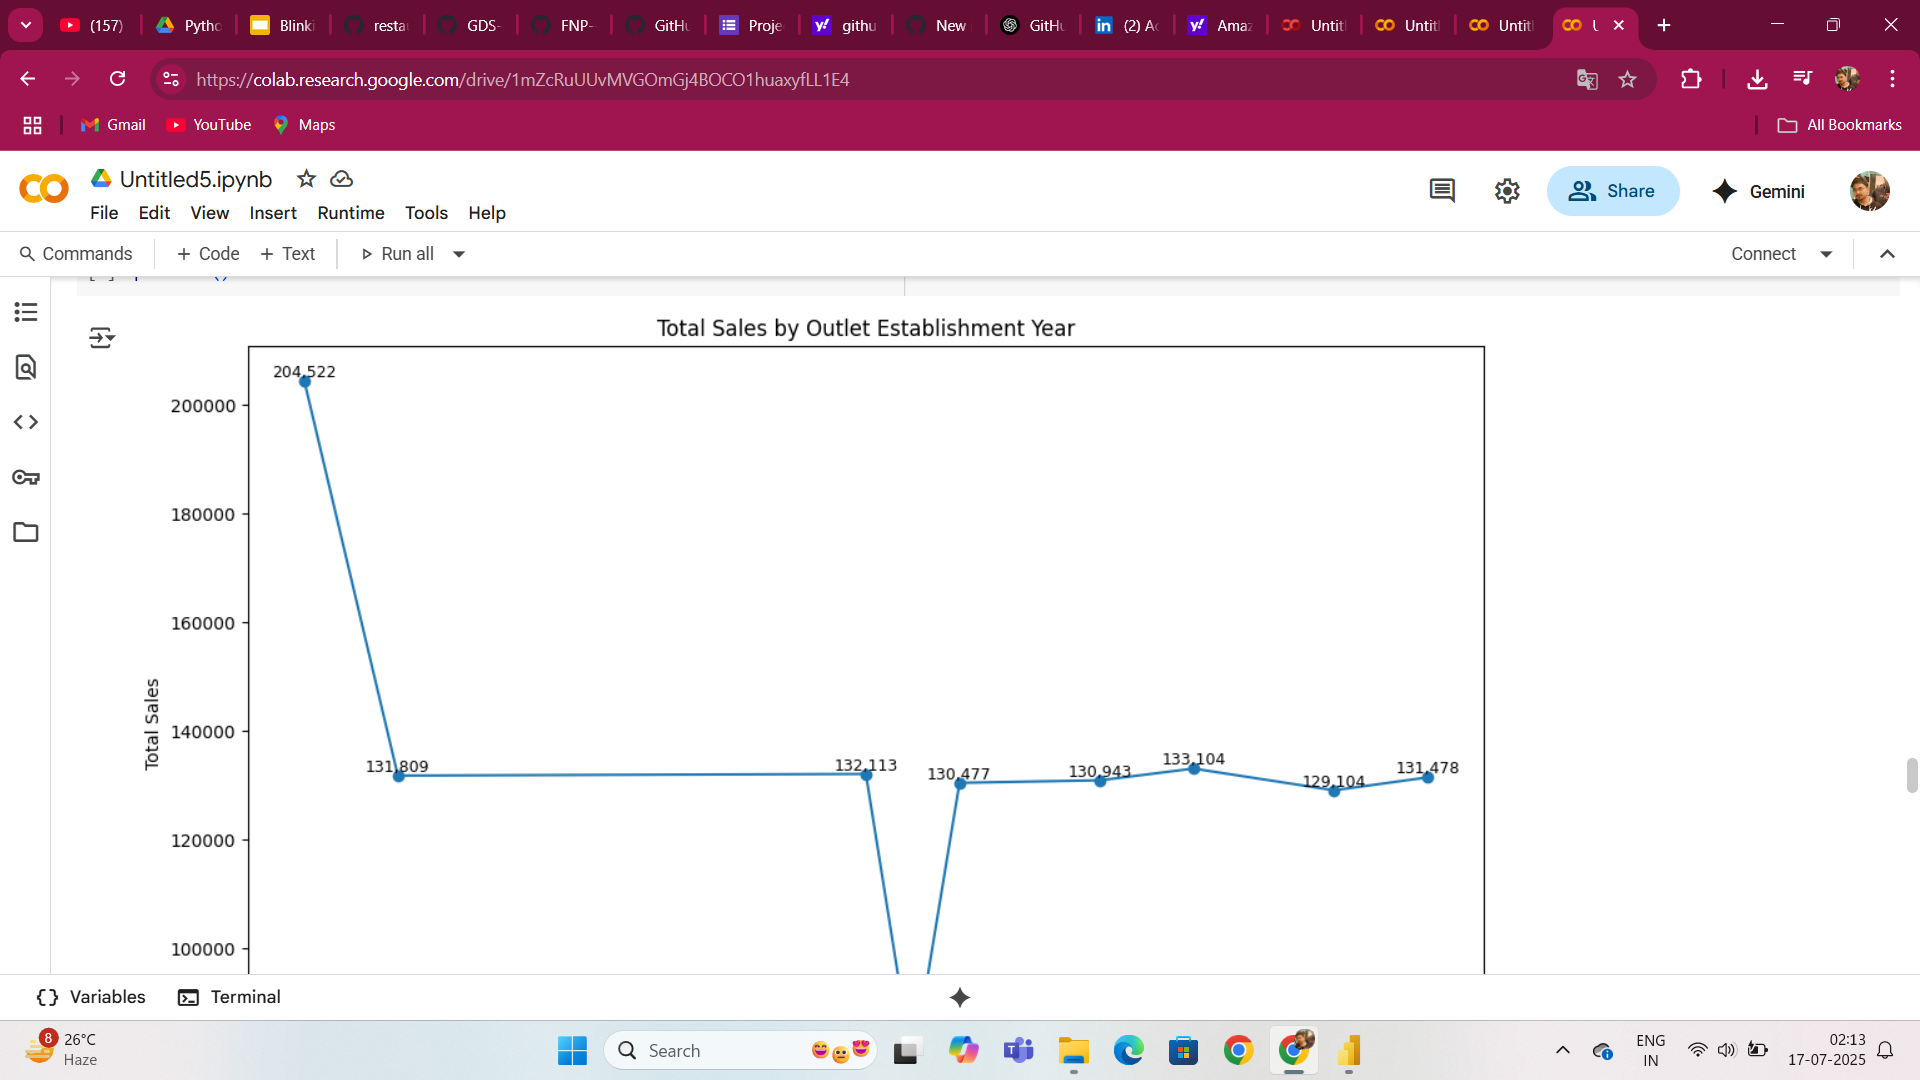 (157)
Pytho
Blinki
restau
GDS-
FNP-
GitHu
Proje
githu
New
GitHu
(2) Ac
Amaz
Untitl
Untitl
Untitl
U
https://colab.research.google.com/drive/1mZcRuUUvMVGOmGj4BOCO1huaxyfLL1E4
Gmail
YouTube
Maps
All Bookmarks
Untitled5.ipynb
File Edit View Insert Runtime Tools Help
Share
Gemini
Commands
+ Code + Text
Run all
Connect
Total Sales by Outlet Establishment Year
204,522
200000
180000
160000
Total Sales
140000
131,809
132,113
130,477
130,943
133,104
129,104
131,478
120000
100000
Variables
Terminal
8
26°C
Haze
Search
ENG
IN
02:13
17-07-2025